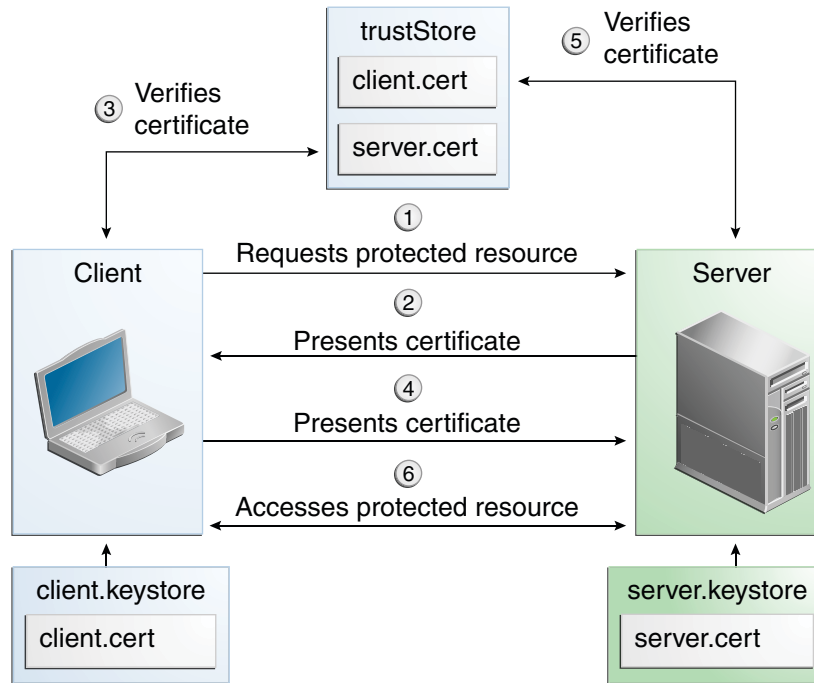 trustStore
client.cert
server.cert
5
Verifies
certificate
3
Verifies
certificate
1
Requests protected resource
Client
Server
2
Presents certificate
4
Presents certificate
6
Accesses protected resource
client.keystore
client.cert
server.keystore
server.cert